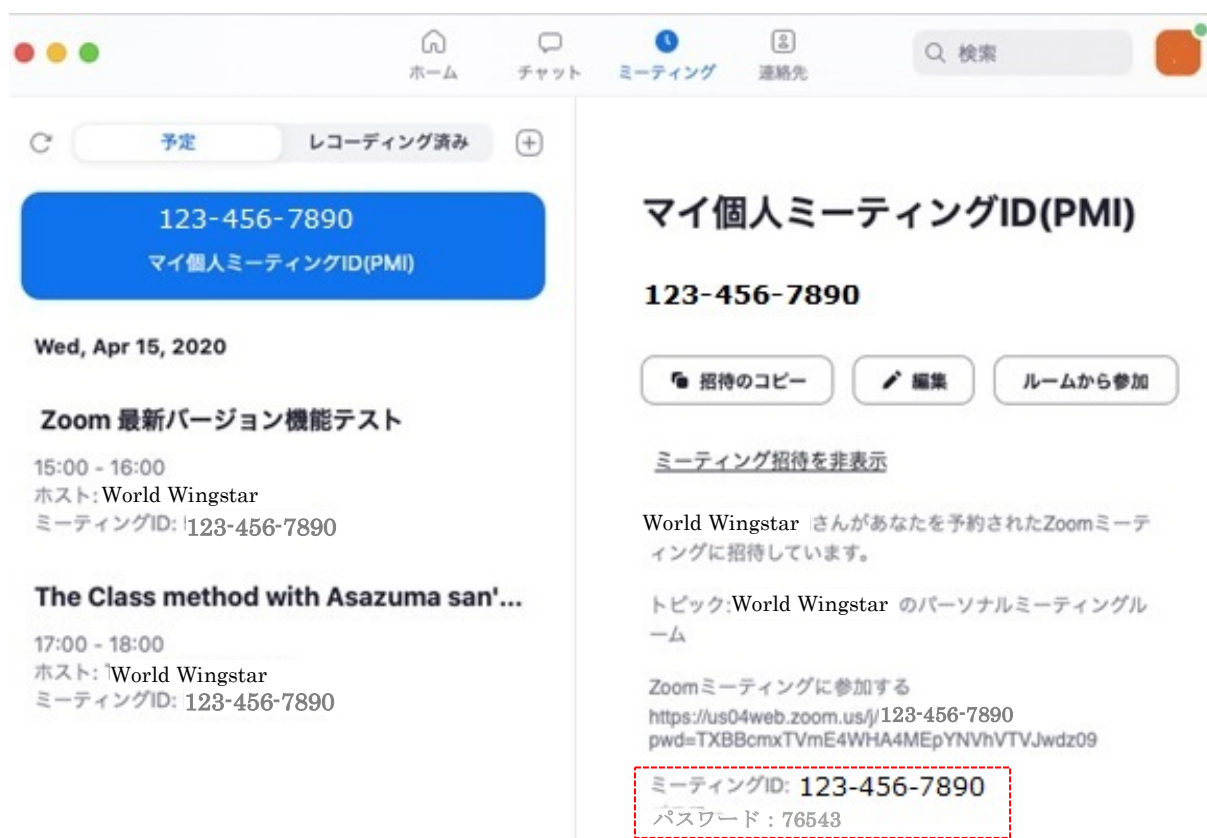 ホーム
チャット
ミーティング
連絡先
検索
予定
レコーディング済み
123-456-7890
マイ個人ミーティングID(PMI)
Wed, Apr 15, 2020
Zoom 最新バージョン機能テスト
15:00 - 16:00
ホスト: World Wingstar
ミーティングID: 123-456-7890
The Class method with Asazuma san'...
17:00 - 18:00
ホスト: World Wingstar
ミーティングID: 123-456-7890
マイ個人ミーティングID(PMI)
123-456-7890
招待のコピー
編集
ルームから参加
ミーティング招待を非表示
World Wingstar さんがあなたを予約されたZoomミーテ
ィングに招待しています。
トピック:World Wingstar のパーソナルミーティングル
ーム
Zoomミーティングに参加する
https://us04web.zoom.us/j/123-456-7890
pwd=TXBBcmxTVmE4WHA4MEpYNVhVTVJwdz09
ミーティングID: 123-456-7890
パスワード：76543